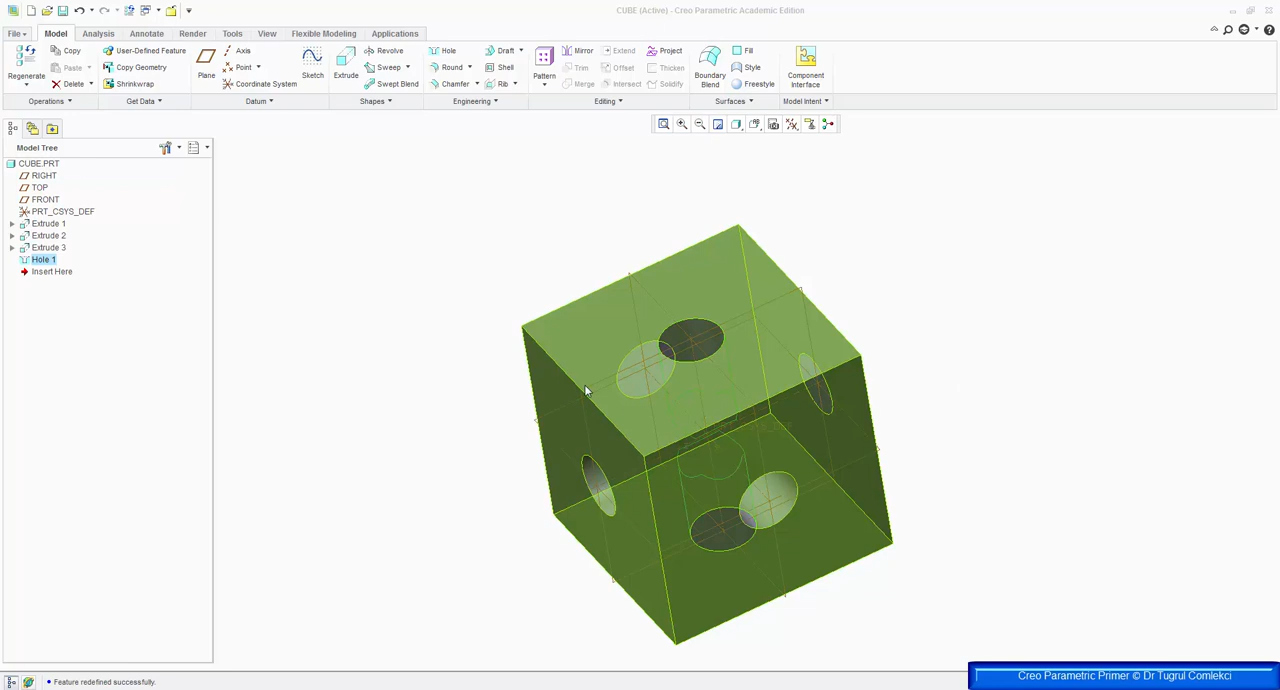 CUBE (Active) - Creo Parametric Academic Edition
File Model Analysis Annotate Render Tools View Flexible Modeling Applications
Regenerate Copy Paste Delete User-Defined Feature Copy Geometry Shrinkwrap Plane Axis Point Coordinate System Sketch Extrude Revolve Sweep Swept Blend Hole Round Chamfer Draft Shell Rib Pattern Mirror Trim Merge Extend Offset Intersect Project Thicken Solidify Boundary Blend Fill Style Freestyle Component Interface
Operations Get Data Datum Shapes Engineering Editing Surfaces Model Intent
Model Tree
CUBE.PRT
RIGHT
TOP
FRONT
PRT_CSYS_DEF
Extrude 1
Extrude 2
Extrude 3
Hole 1
Insert Here
Feature redefined successfully.
Creo Parametric Primer © Dr Tugrul Comlekci